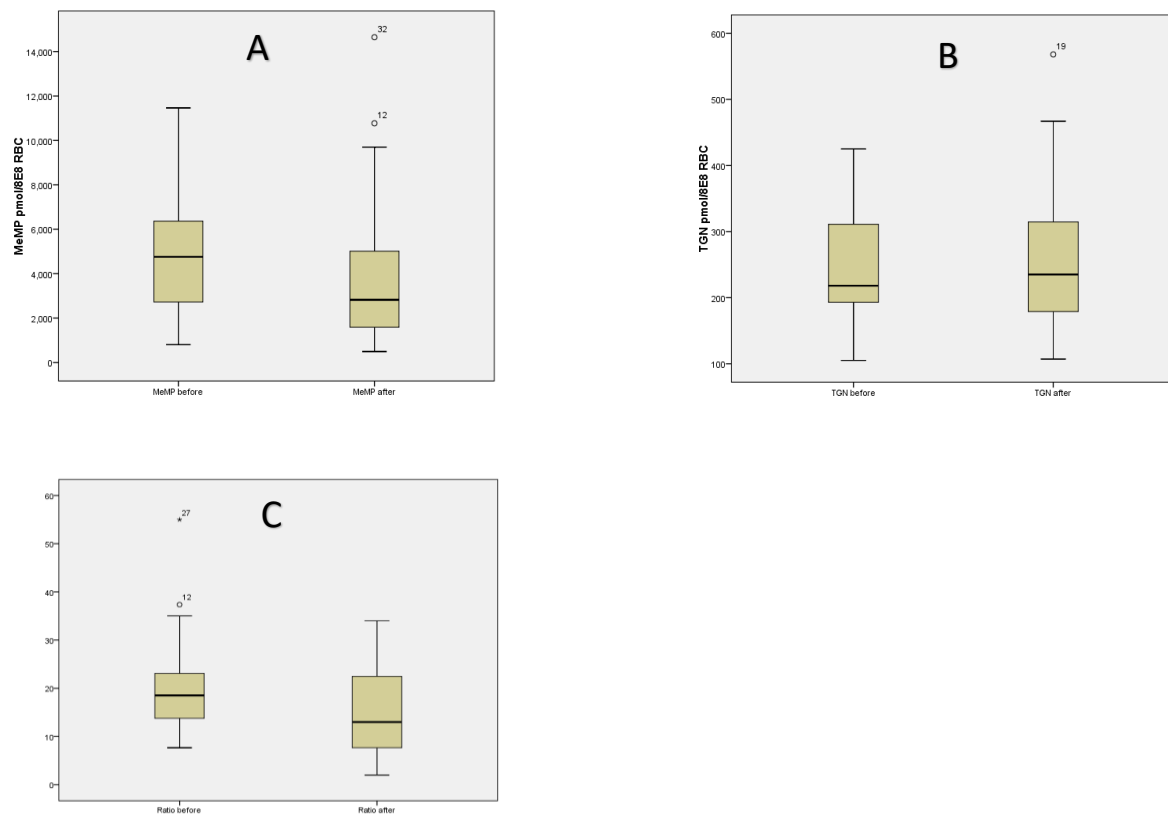 A
MeMP pmol/8E8 RBC
14,000
12,000
10,000
8,000
6,000
4,000
2,000
0
32
12
MeMP before
MeMP after
B
TGN pmol/8E8 RBC
600
500
400
300
200
100
19
TGN before
TGN after
C
60
50
40
30
20
10
0
27
12
Ratio before
Ratio after